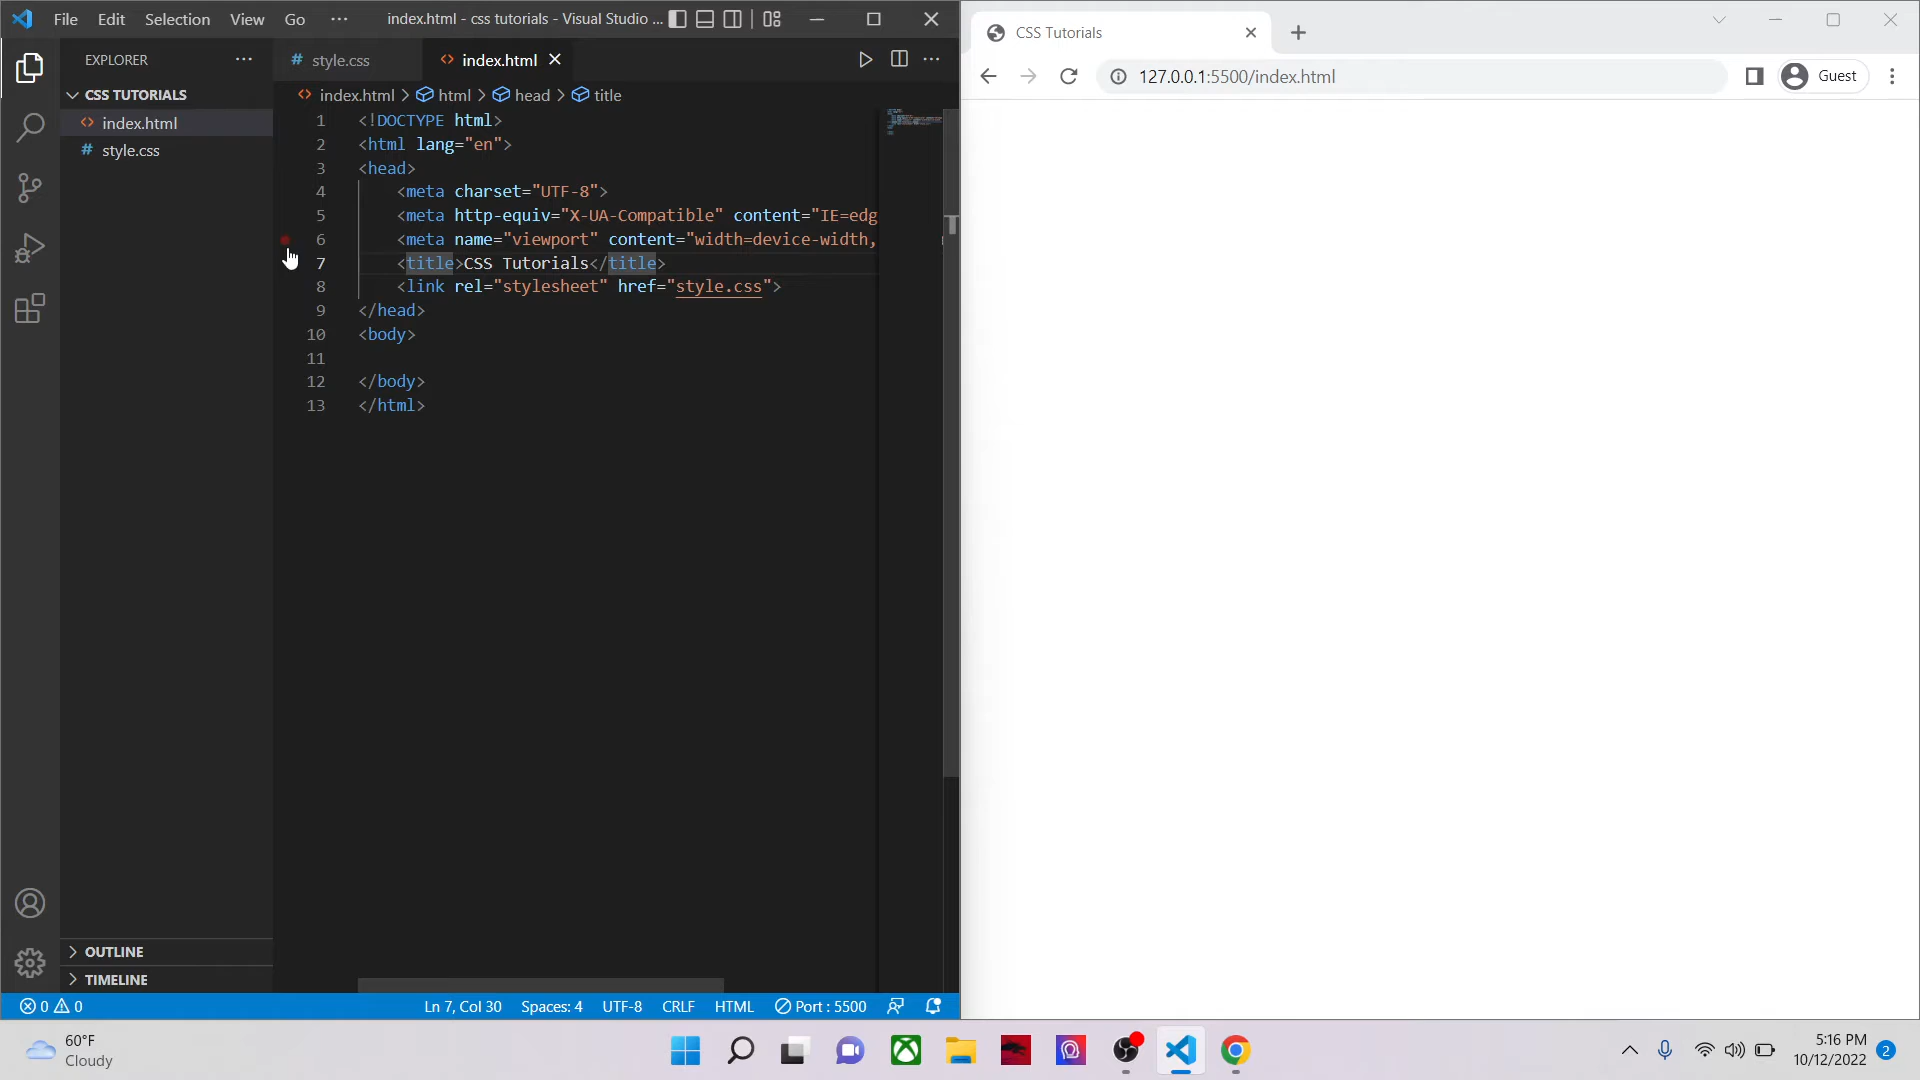 File Edit Selection View Go ··· index.html - css tutorials - Visual Studio ...
EXPLORER ···
CSS TUTORIALS
index.html
style.css
OUTLINE
TIMELINE
style.css index.html
index.html > html > head > title
1 <!DOCTYPE html>
2 <html lang="en">
3 <head>
4 <meta charset="UTF-8">
5 <meta http-equiv="X-UA-Compatible" content="IE=edg
6 <meta name="viewport" content="width=device-width,
7 <title>CSS Tutorials</title>
8 <link rel="stylesheet" href="style.css">
9 </head>
10 <body>
11
12 </body>
13 </html>
0 0 Ln 7, Col 30 Spaces: 4 UTF-8 CRLF HTML Port : 5500
CSS Tutorials
127.0.0.1:5500/index.html Guest
60°F
Cloudy
5:16 PM
10/12/2022 2